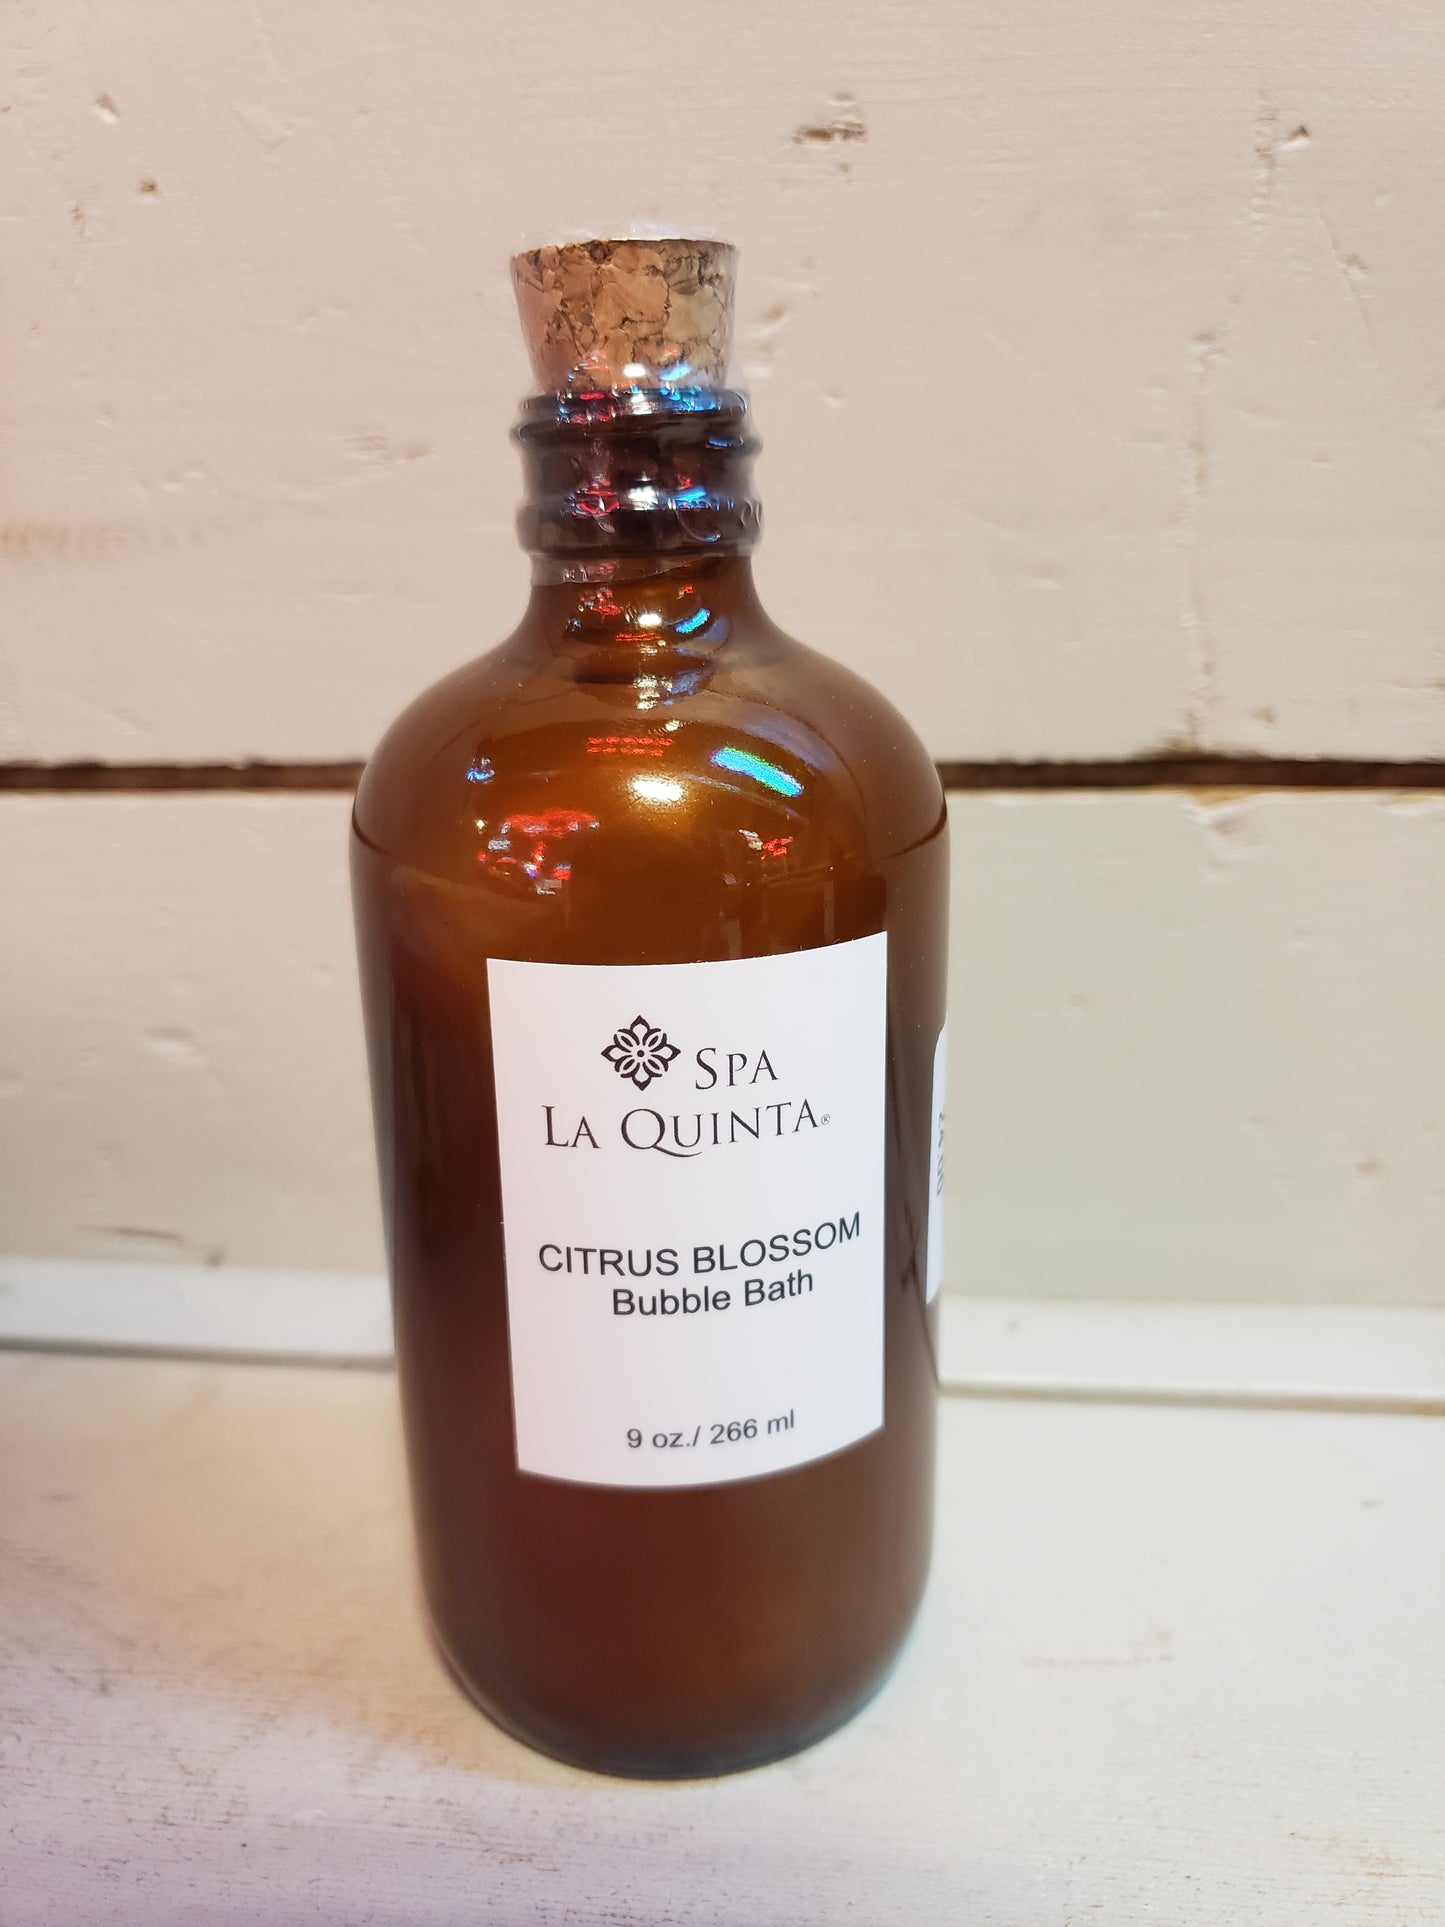 SPA
LA QUINTA®
CITRUS BLOSSOM
Bubble Bath
9 oz./ 266 ml